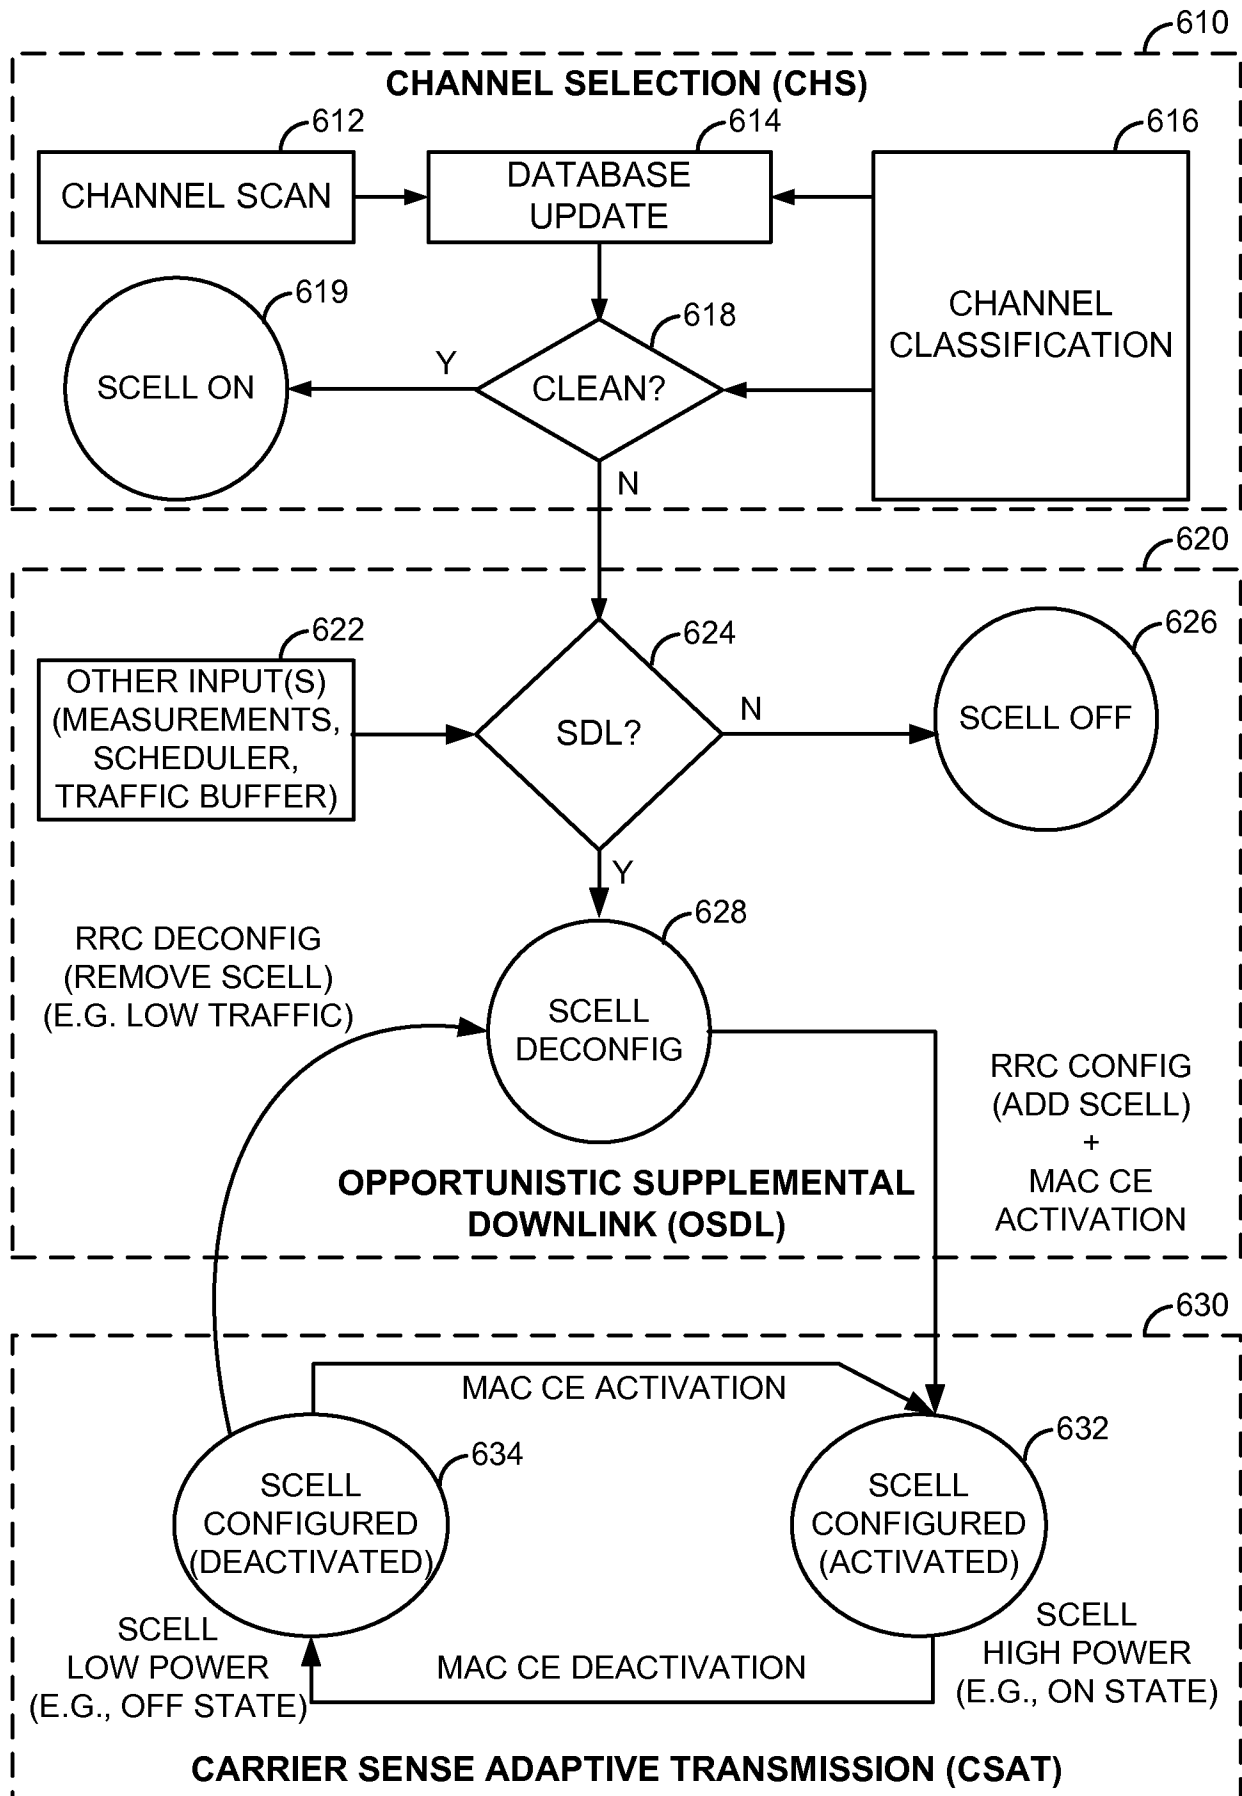 610
CHANNEL SELECTION (CHS)
612
614
616
CHANNEL SCAN
DATABASE
UPDATE
CHANNEL
CLASSIFICATION
619
618
SCELL ON
Y
CLEAN?
N
620
622
624
626
OTHER INPUT(S)
(MEASUREMENTS,
SCHEDULER,
TRAFFIC BUFFER)
SDL?
N
SCELL OFF
Y
628
RRC DECONFIG
(REMOVE SCELL)
(E.G. LOW TRAFFIC)
SCELL
DECONFIG
RRC CONFIG
(ADD SCELL)
+
MAC CE
ACTIVATION
OPPORTUNISTIC SUPPLEMENTAL
DOWNLINK (OSDL)
630
MAC CE ACTIVATION
634
632
SCELL
CONFIGURED
(DEACTIVATED)
SCELL
CONFIGURED
(ACTIVATED)
SCELL
LOW POWER
(E.G., OFF STATE)
MAC CE DEACTIVATION
SCELL
HIGH POWER
(E.G., ON STATE)
CARRIER SENSE ADAPTIVE TRANSMISSION (CSAT)